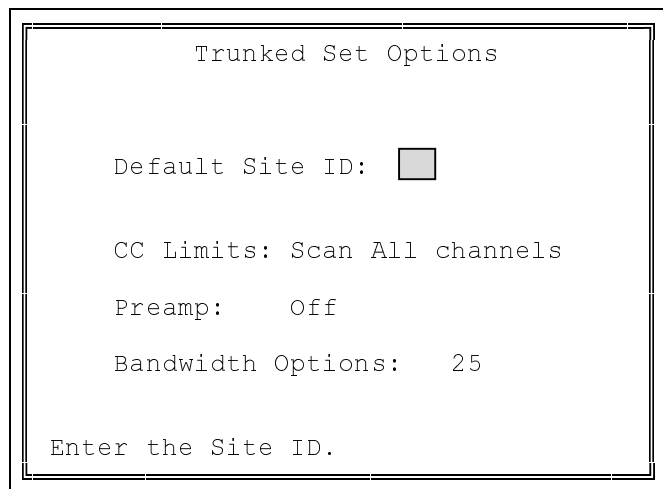 Trunked Set Options
Default Site ID:
CC Limits: Scan All channels
Preamp: Off
Bandwidth Options: 25
Enter the Site ID.